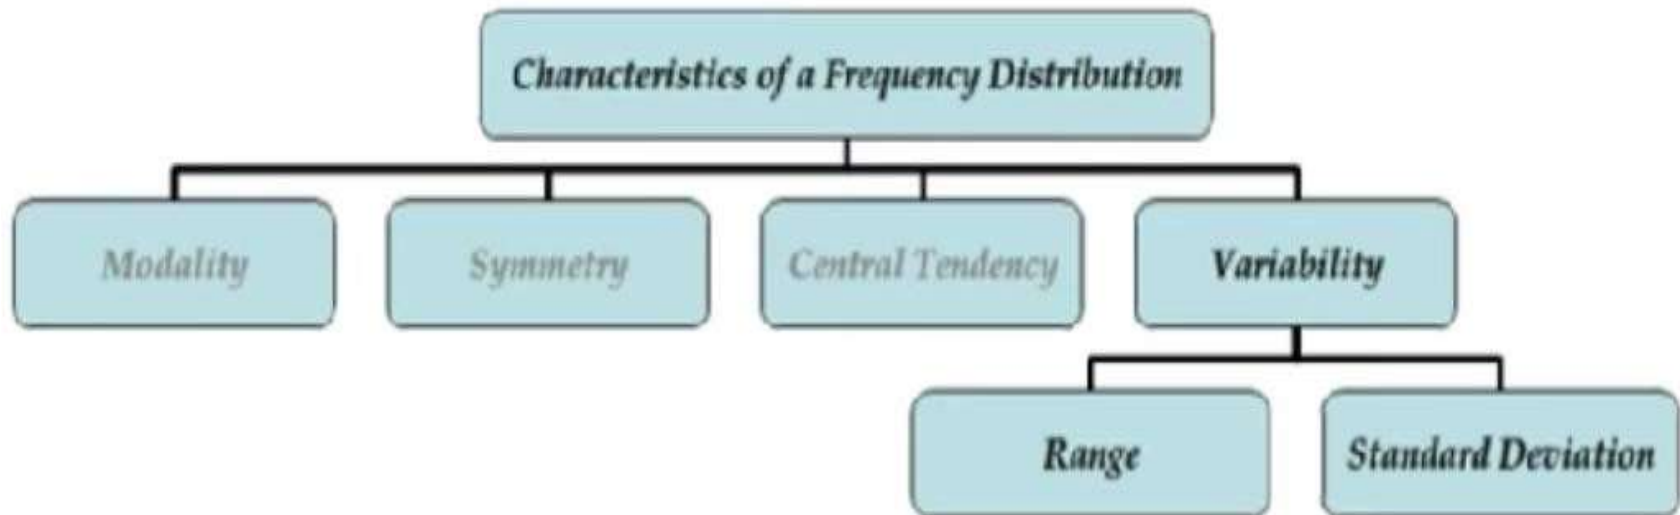 Characteristics of a Frequency Distribution
Modality
Symmetry
Central Tendency
Variability
Range
Standard Deviation